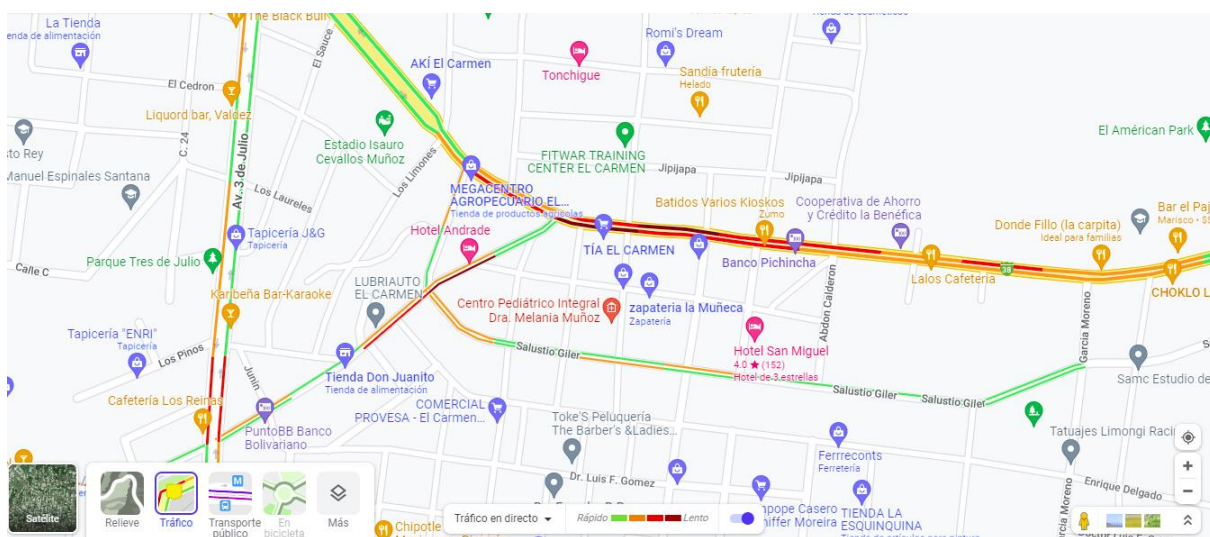 The Black Bull
La Tienda
enda de alimentación
El Sauce
AKÍ El Carmen
Tonchigue
Romi's Dream
Sandía frutería
Helado
El Cedron
Liquord bar, Valdez
C. 24
Av. 3 de Julio
Estadio Isauro
Cevallos Muñoz
Los Limones
FITWAR TRAINING
CENTER EL CARMEN
El Américan Park
sto Rey
Manuel Espinales Santana
Los Laureles
Jipijapa
Jipijapa
MEGACENTRO
AGROPECUARIO EL...
Tienda de productos agrícolas
Batidos Varios Kioskos
Zumo
Cooperativa de Ahorro
y Crédito la Benéfica
Bar el Paj
Marisco • $$
Donde Fillo (la carpita)
Ideal para familias
Tapicería J&G
Tapicería
Hotel Andrade
TÍA EL CARMEN
Banco Pichincha
Lalos Cafeteria
38
CHOKLO L
Calle C
Parque Tres de Julio
LUBRIAUTO
EL CARMEN
Karibeña Bar-Karaoke
Centro Pediátrico Integral
Dra. Melania Muñoz
zapateria la Muñeca
Zapatería
Abdon Calderon
Garcia Moreno
Tapicería "ENRI"
Tapicería
Los Pinos
Junin
Salustio Giler
Hotel San Miguel
4.0 ★ (152)
Hotel de 3 estrellas
Samc Estudio de
Tienda Don Juanito
Tienda de alimentación
Salustio Giler
Salustio Giler
Cafetería Los Reinas
COMERCIAL
PROVESA - El Carmen...
Toke'S Peluquería
The Barber's &Ladies...
Tatuajes Limongi Racin
PuntoBB Banco
Bolivariano
Ferreconts
Ferretería
Dr. Luis F. Gomez
Garcia Moreno
Enrique Delgado
Satélite
Relieve
Tráfico
Transporte
público
En
bicicleta
Más
Chipotle
Tráfico en directo
Rápido
Lento
TIENDA LA
ESQUINQUINA